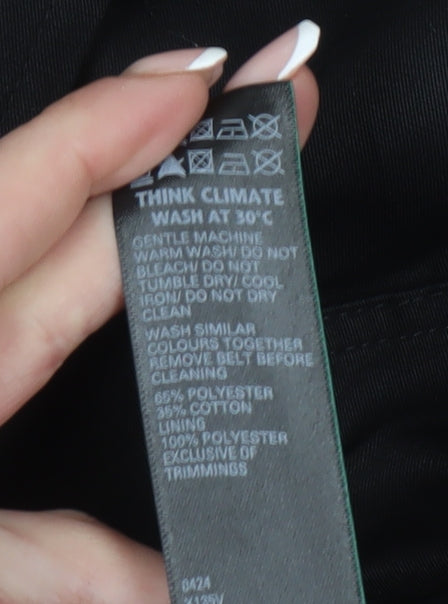 THINK CLIMATE
WASH AT 30°C
GENTLE MACHINE
WARM WASH/ DO NOT
BLEACH/ DO NOT
TUMBLE DRY/ COOL
IRON/ DO NOT DRY
CLEAN
WASH SIMILAR
COLOURS TOGETHER
REMOVE BELT BEFORE
CLEANING
65% POLYESTER
35% COTTON
LINING
100% POLYESTER
EXCLUSIVE OF
TRIMMINGS
0424